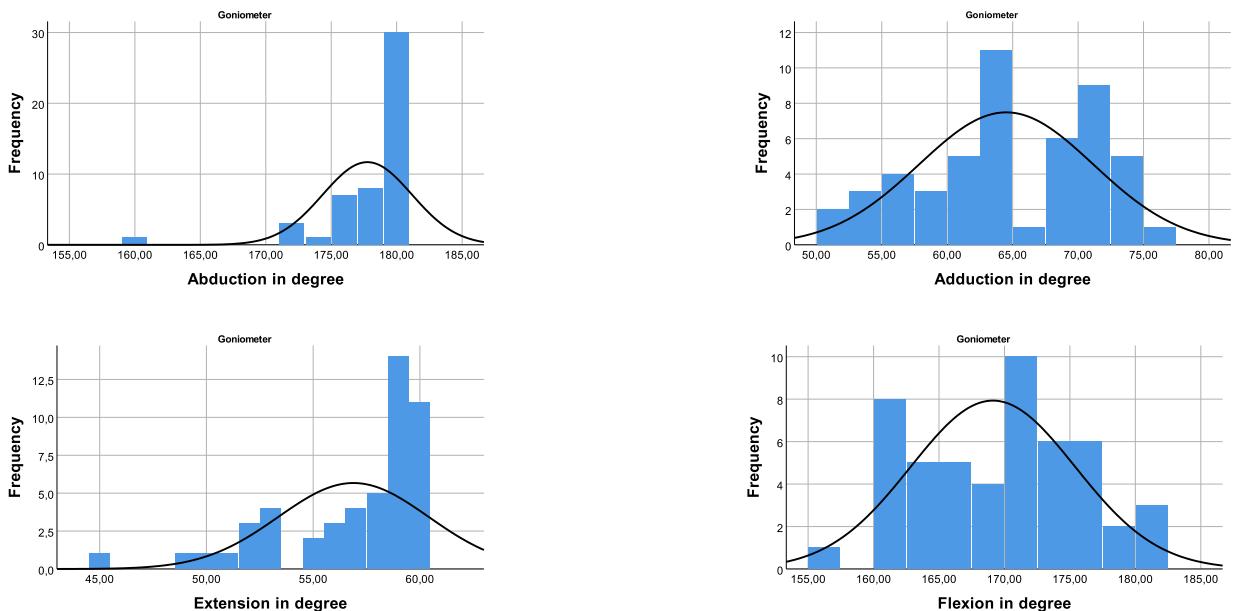 Goniometer
30
20
10
0
Frequency
155,00 160,00 165,00 170,00 175,00 180,00 185,00
Abduction in degree
Goniometer
12
10
8
6
4
2
0
Frequency
50,00 55,00 60,00 65,00 70,00 75,00 80,00
Adduction in degree
Goniometer
12,5
10,0
7,5
5,0
2,5
0,0
Frequency
45,00 50,00 55,00 60,00
Extension in degree
Goniometer
10
8
6
4
2
0
Frequency
155,00 160,00 165,00 170,00 175,00 180,00 185,00
Flexion in degree